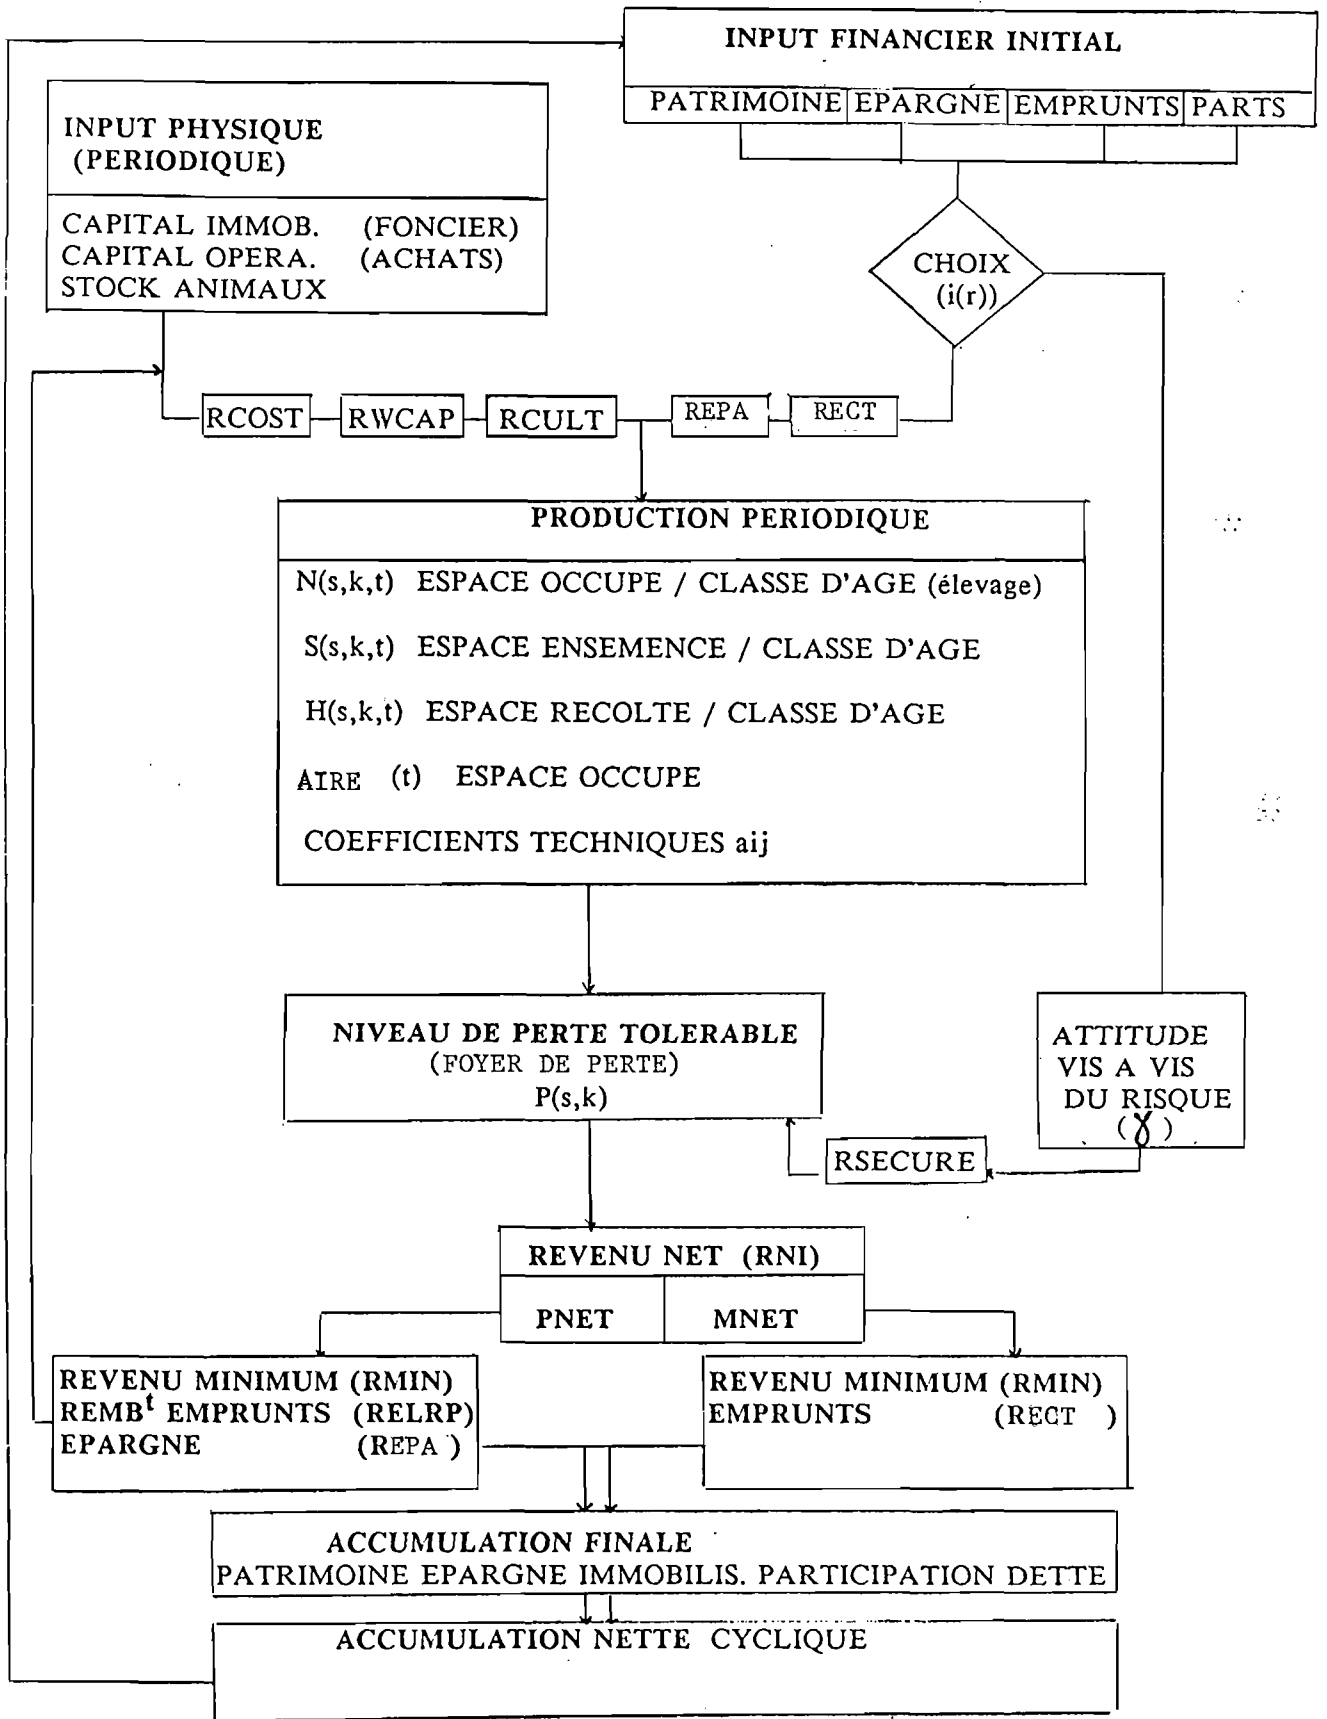 INPUT FINANCIER INITIAL
PATRIMOINE EPARGNE EMPRUNTS PARTS
INPUT PHYSIQUE
(PERIODIQUE)
CAPITAL IMMOB. (FONCIER)
CAPITAL OPERA. (ACHATS)
STOCK ANIMAUX
CHOIX
(i(r))
RCOST RWCAP RCULT REPA RECT
PRODUCTION PERIODIQUE
N(s,k,t) ESPACE OCCUPE / CLASSE D'AGE (élevage)
S(s,k,t) ESPACE ENSEMENCE / CLASSE D'AGE
H(s,k,t) ESPACE RECOLTE / CLASSE D'AGE
AIRE (t) ESPACE OCCUPE
COEFFICIENTS TECHNIQUES aij
NIVEAU DE PERTE TOLERABLE
(FOYER DE PERTE)
P(s,k)
ATTITUDE
VIS A VIS
DU RISQUE
(γ)
RSECURE
REVENU NET (RNI)
PNET MNET
REVENU MINIMUM (RMIN)
REMBᵗ EMPRUNTS (RELRP)
EPARGNE (REPA )
REVENU MINIMUM (RMIN)
EMPRUNTS (RECT )
ACCUMULATION FINALE
PATRIMOINE EPARGNE IMMOBILIS. PARTICIPATION DETTE
ACCUMULATION NETTE CYCLIQUE